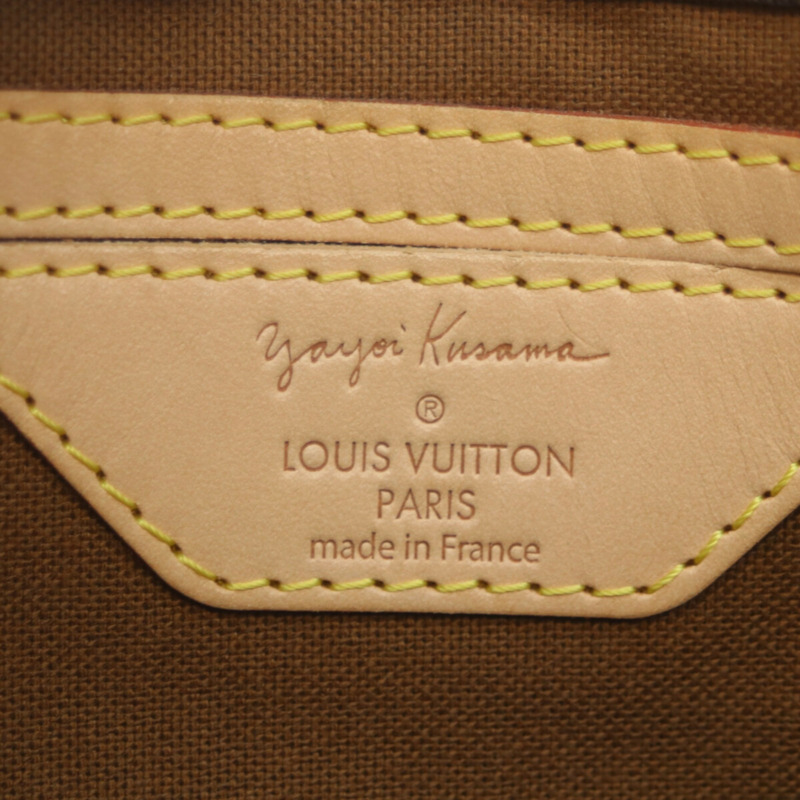 yayoi Kusama
®
LOUIS VUITTON
PARIS
made in France